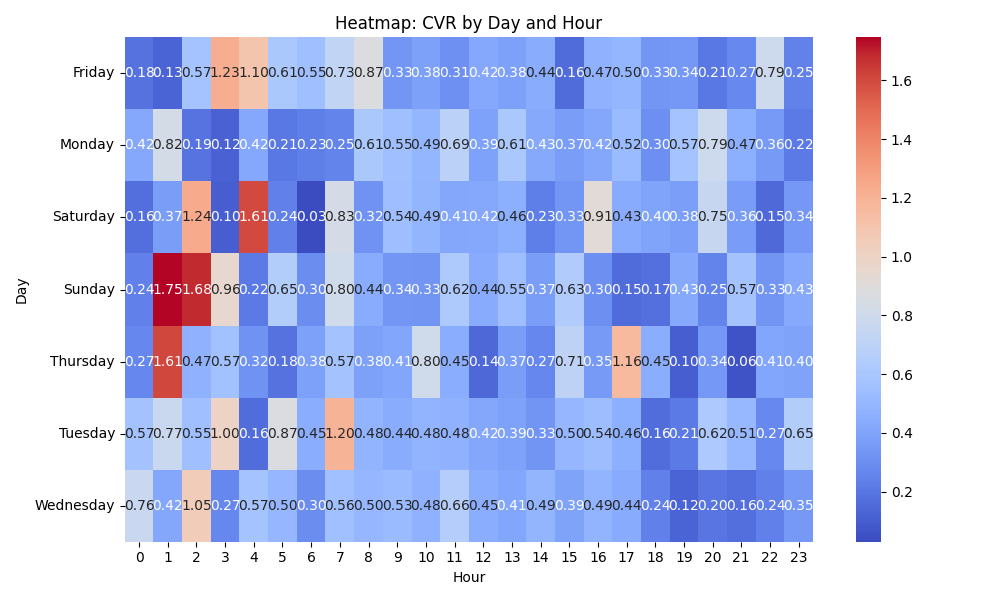 Heatmap: CVR by Day and Hour
Friday 0.18 0.13 0.57 1.23 1.10 0.61 0.55 0.73 0.87 0.33 0.38 0.31 0.42 0.38 0.44 0.16 0.47 0.50 0.33 0.34 0.21 0.27 0.79 0.25
Monday 0.42 0.82 0.19 0.12 0.42 0.21 0.23 0.25 0.61 0.55 0.49 0.69 0.39 0.61 0.43 0.37 0.42 0.52 0.30 0.57 0.79 0.47 0.36 0.22
Saturday 0.16 0.37 1.24 0.10 1.61 0.24 0.03 0.83 0.32 0.54 0.49 0.41 0.42 0.46 0.23 0.33 0.91 0.43 0.40 0.38 0.75 0.36 0.15 0.34
Sunday 0.24 1.75 1.68 0.96 0.22 0.65 0.30 0.80 0.44 0.34 0.33 0.62 0.44 0.55 0.37 0.63 0.30 0.15 0.17 0.43 0.25 0.57 0.33 0.43
Thursday 0.27 1.61 0.47 0.57 0.32 0.18 0.38 0.57 0.38 0.41 0.80 0.45 0.14 0.37 0.27 0.71 0.35 1.16 0.45 0.10 0.34 0.06 0.41 0.40
Tuesday 0.57 0.77 0.55 1.00 0.16 0.87 0.45 1.20 0.48 0.44 0.48 0.48 0.42 0.39 0.33 0.50 0.54 0.46 0.16 0.21 0.62 0.51 0.27 0.65
Wednesday 0.76 0.42 1.05 0.27 0.57 0.50 0.30 0.56 0.50 0.53 0.48 0.66 0.45 0.41 0.49 0.39 0.49 0.44 0.24 0.12 0.20 0.16 0.24 0.35
0 1 2 3 4 5 6 7 8 9 10 11 12 13 14 15 16 17 18 19 20 21 22 23
Hour
Day
1.6
1.4
1.2
1.0
0.8
0.6
0.4
0.2